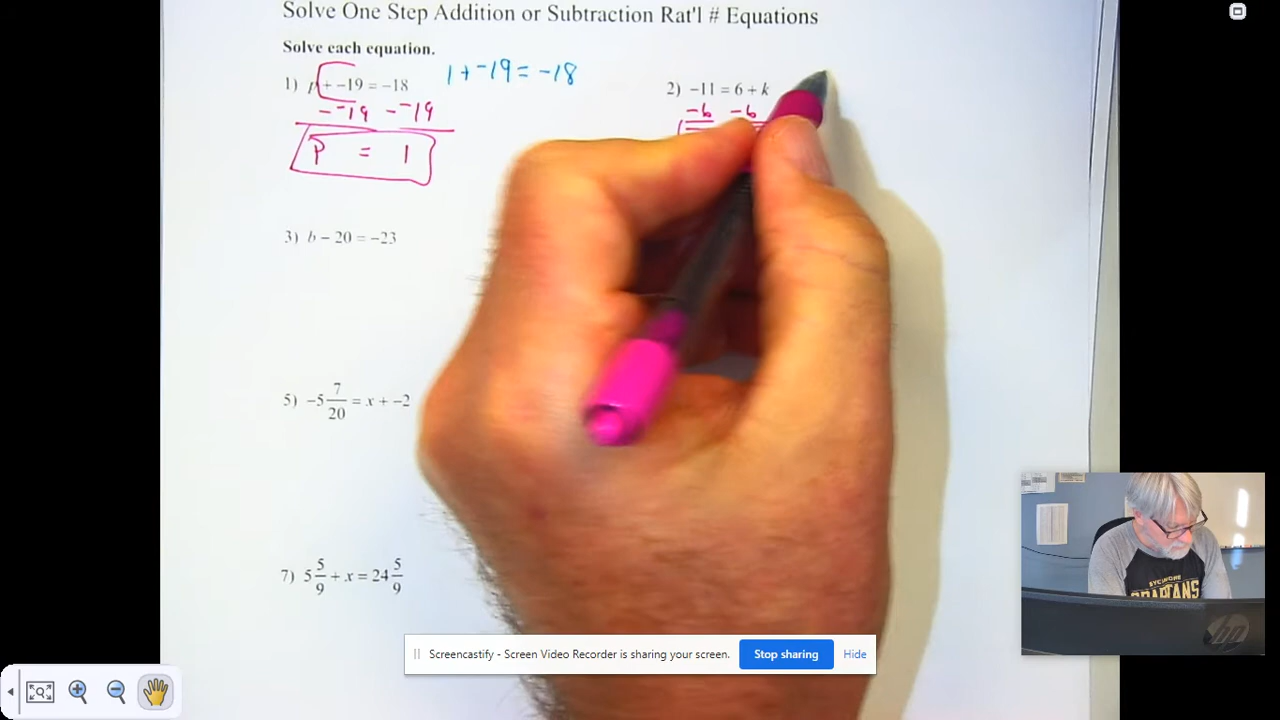 Solve One Step Addition or Subtraction Rat'l # Equations
Solve each equation.
1) p + −19 = −18
1 + -19 = -18
- -19 - -19
P = 1
2) −11 = 6 + k
-6 -6
3) b − 20 = −23
5) −5 7/20 = x + −2
7) 5 5/9 + x = 24 5/9
SYCAMORE
SPARTANS
hp
Screencastify - Screen Video Recorder is sharing your screen.
Stop sharing
Hide